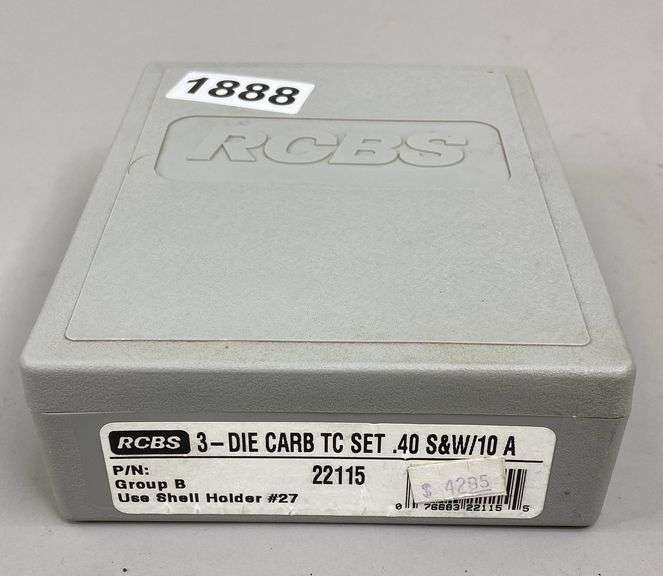 1888
RCBS
RCBS 3-DIE CARB TC SET .40 S&W/10 A
P/N: 22115
Group B
Use Shell Holder #27
$ 4295
0 76683 22115 5